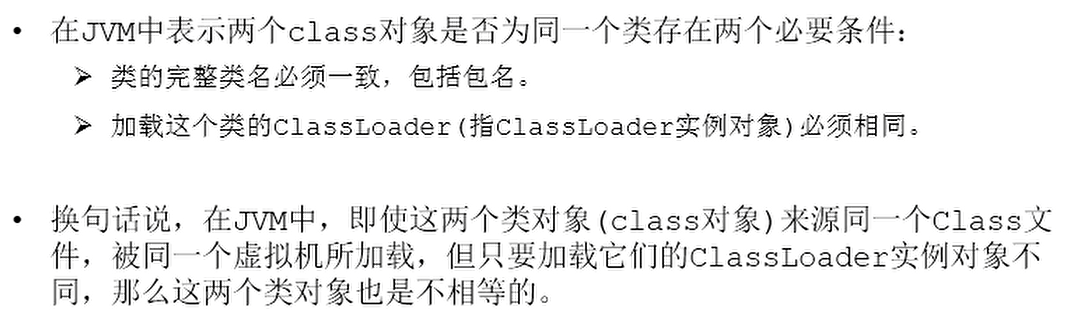 • 在JVM中表示两个class对象是否为同一个类存在两个必要条件：
➢ 类的完整类名必须一致，包括包名。
➢ 加载这个类的ClassLoader(指ClassLoader实例对象)必须相同。
• 换句话说，在JVM中，即使这两个类对象(class对象)来源同一个Class文
件，被同一个虚拟机所加载，但只要加载它们的ClassLoader实例对象不
同，那么这两个类对象也是不相等的。